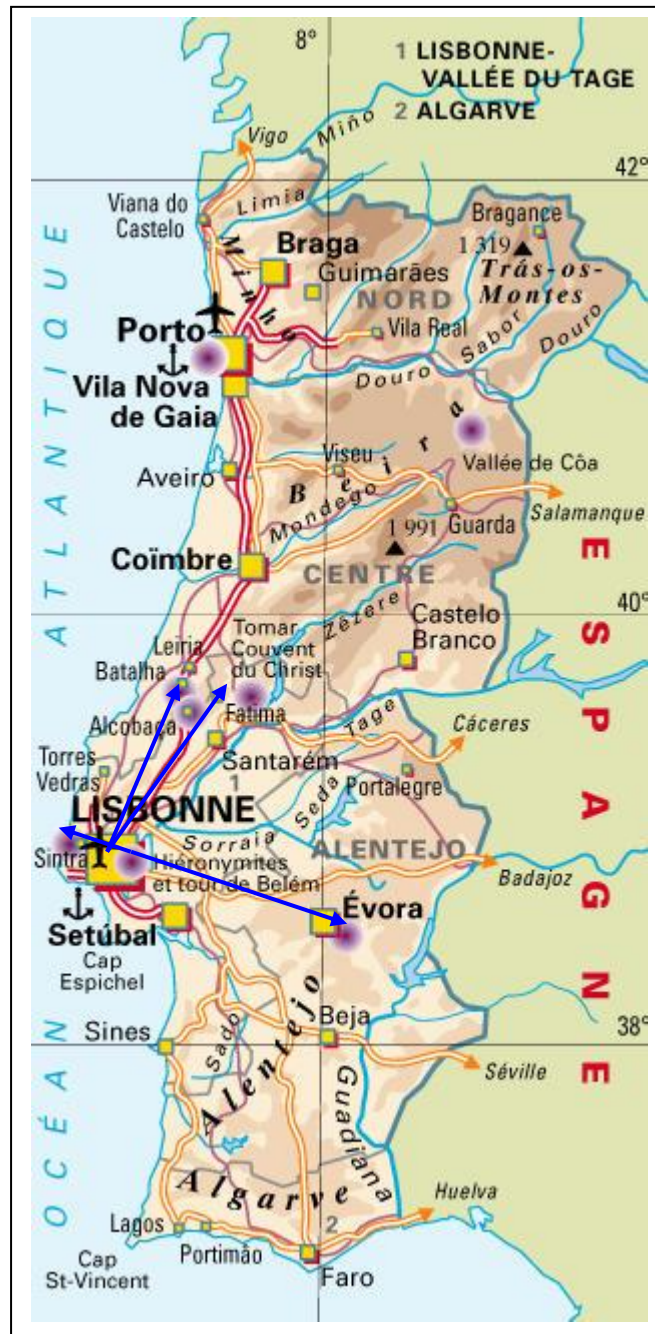 8°
1 LISBONNE-
VALLÉE DU TAGE
2 ALGARVE
Vigo
Miño
42°
Viana do
Castelo
Limia
Bragance
1 319
Braga
Minho
Guimarães
Trás-os-
Montes
NORD
Porto
Vila Real
Sabor
Douro
Douro
Vila Nova
de Gaia
Beira
Viseu
Vallée de Côa
Aveiro
Mondego
Guarda
Salamanque
1 991
Coïmbre
CENTRE
40°
Zézere
Castelo
Branco
Leiria
Tomar
Couvent
du Christ
Batalha
Alcobaça
Fatima
Tage
Cáceres
Torres
Vedras
Santarém
1
Seda
Portalegre
LISBONNE
Sorraia
ALENTEJO
Sintra
Hiéronymites
et tour de Belém
Badajoz
Évora
Setúbal
Cap
Espichel
Beja
Sines
38°
Sado
Alentejo
Guadiana
Séville
Algarve
Huelva
Lagos
Portimão
2
Cap
St-Vincent
Faro
OCÉAN ATLANTIQUE
ESPAGNE